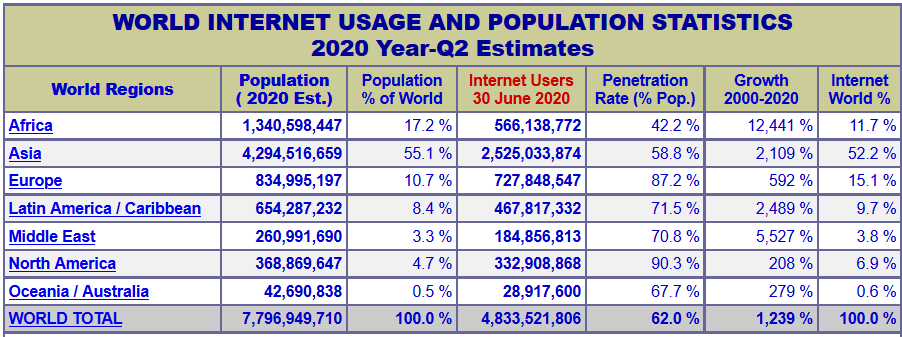 WORLD INTERNET USAGE AND POPULATION STATISTICS
2020 Year-Q2 Estimates
World Regions Population ( 2020 Est.) Population % of World Internet Users 30 June 2020 Penetration Rate (% Pop.) Growth 2000-2020 Internet World %
Africa 1,340,598,447 17.2 % 566,138,772 42.2 % 12,441 % 11.7 %
Asia 4,294,516,659 55.1 % 2,525,033,874 58.8 % 2,109 % 52.2 %
Europe 834,995,197 10.7 % 727,848,547 87.2 % 592 % 15.1 %
Latin America / Caribbean 654,287,232 8.4 % 467,817,332 71.5 % 2,489 % 9.7 %
Middle East 260,991,690 3.3 % 184,856,813 70.8 % 5,527 % 3.8 %
North America 368,869,647 4.7 % 332,908,868 90.3 % 208 % 6.9 %
Oceania / Australia 42,690,838 0.5 % 28,917,600 67.7 % 279 % 0.6 %
WORLD TOTAL 7,796,949,710 100.0 % 4,833,521,806 62.0 % 1,239 % 100.0 %